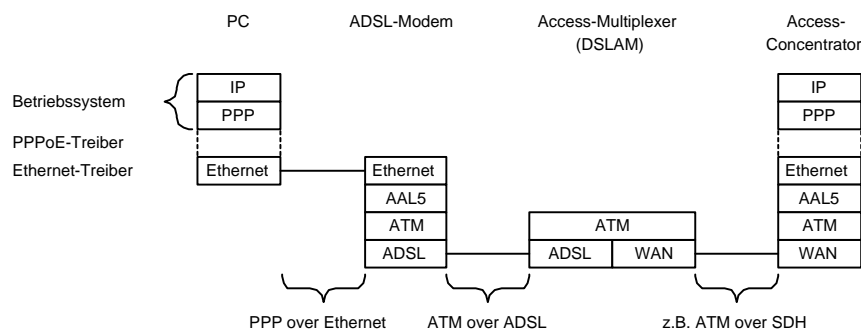 PC
ADSL-Modem
Access-Multiplexer
(DSLAM)
Access-
Concentrator
Betriebssystem
IP
IP
PPP
PPP
PPPoE-Treiber
Ethernet-Treiber
Ethernet
Ethernet
Ethernet
AAL5
AAL5
ATM
ATM
ATM
ADSL
ADSL
WAN
WAN
PPP over Ethernet
ATM over ADSL
z.B. ATM over SDH